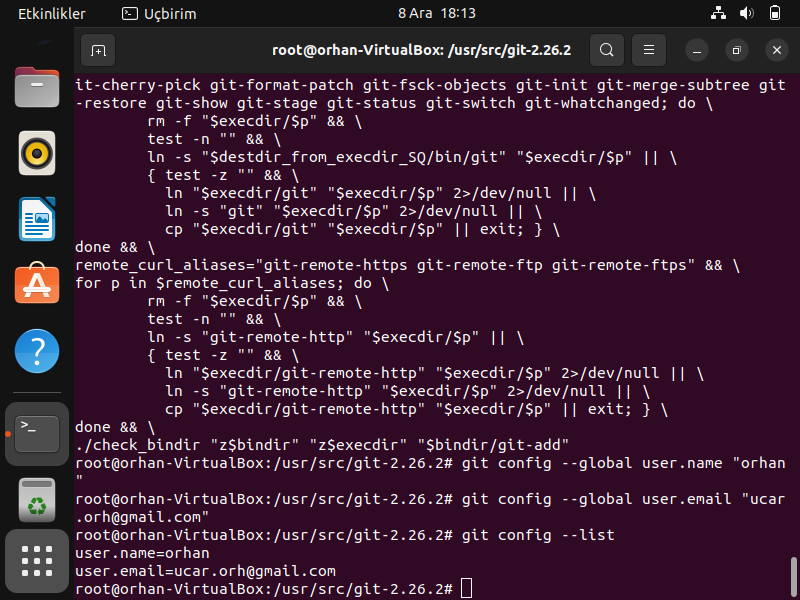 Etkinlikler
Uçbirim
8 Ara 18:13
root@orhan-VirtualBox: /usr/src/git-2.26.2
it-cherry-pick git-format-patch git-fsck-objects git-init git-merge-subtree git
-restore git-show git-stage git-status git-switch git-whatchanged; do \
        rm -f "$execdir/$p" && \
        test -n "" && \
        ln -s "$destdir_from_execdir_SQ/bin/git" "$execdir/$p" || \
        { test -z "" && \
          ln "$execdir/git" "$execdir/$p" 2>/dev/null || \
          ln -s "git" "$execdir/$p" 2>/dev/null || \
          cp "$execdir/git" "$execdir/$p" || exit; } \
done && \
remote_curl_aliases="git-remote-https git-remote-ftp git-remote-ftps" && \
for p in $remote_curl_aliases; do \
        rm -f "$execdir/$p" && \
        test -n "" && \
        ln -s "git-remote-http" "$execdir/$p" || \
        { test -z "" && \
          ln "$execdir/git-remote-http" "$execdir/$p" 2>/dev/null || \
          ln -s "git-remote-http" "$execdir/$p" 2>/dev/null || \
          cp "$execdir/git-remote-http" "$execdir/$p" || exit; } \
done && \
./check_bindir "z$bindir" "z$execdir" "$bindir/git-add"
root@orhan-VirtualBox:/usr/src/git-2.26.2# git config --global user.name "orhan
"
root@orhan-VirtualBox:/usr/src/git-2.26.2# git config --global user.email "ucar
.orh@gmail.com"
root@orhan-VirtualBox:/usr/src/git-2.26.2# git config --list
user.name=orhan
user.email=ucar.orh@gmail.com
root@orhan-VirtualBox:/usr/src/git-2.26.2#